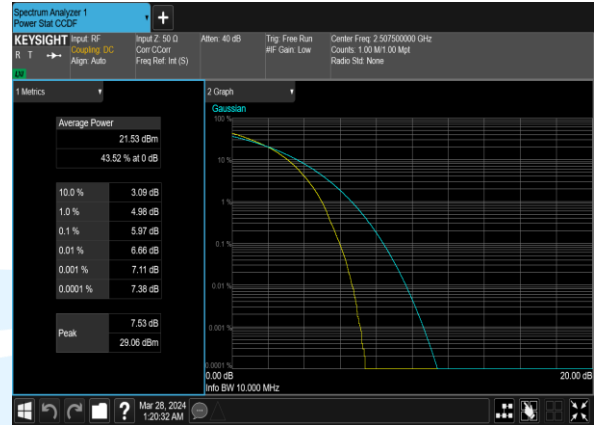 Spectrum Analyzer 1
Power Stat CCDF
+
KEYSIGHT
R T
LXI
Input: RF
Coupling: DC
Align: Auto
Input Z: 50 Ω
Corr CCorr
Freq Ref: Int (S)
Atten: 40 dB
Trig: Free Run
#IF Gain: Low
Center Freq: 2.507500000 GHz
Counts: 1.00 M/1.00 Mpt
Radio Std: None
1 Metrics
Average Power
21.53 dBm
43.52 % at 0 dB
10.0 % 3.09 dB
1.0 % 4.98 dB
0.1 % 5.97 dB
0.01 % 6.66 dB
0.001 % 7.11 dB
0.0001 % 7.38 dB
Peak
7.53 dB
29.06 dBm
2 Graph
Gaussian
100 %
10 %
1 %
0.1 %
0.01 %
0.001 %
0.0001 %
0.00 dB
20.00 dB
Info BW 10.000 MHz
?
Mar 28, 2024
1:20:32 AM